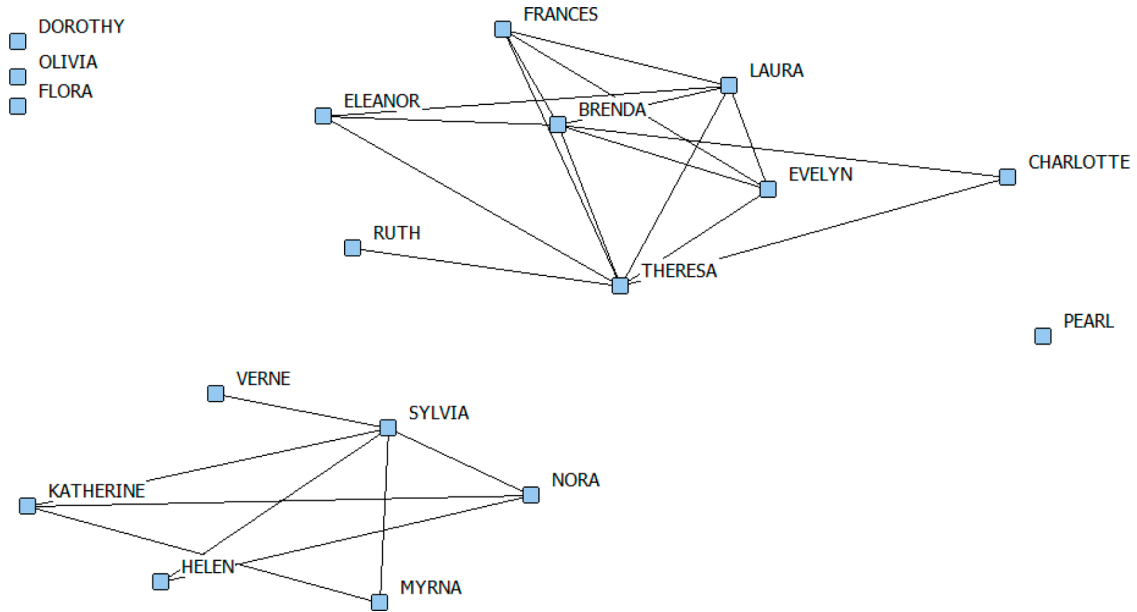 FRANCES
DOROTHY
OLIVIA
LAURA
FLORA
ELEANOR
BRENDA
CHARLOTTE
EVELYN
RUTH
THERESA
PEARL
VERNE
SYLVIA
NORA
KATHERINE
HELEN
MYRNA